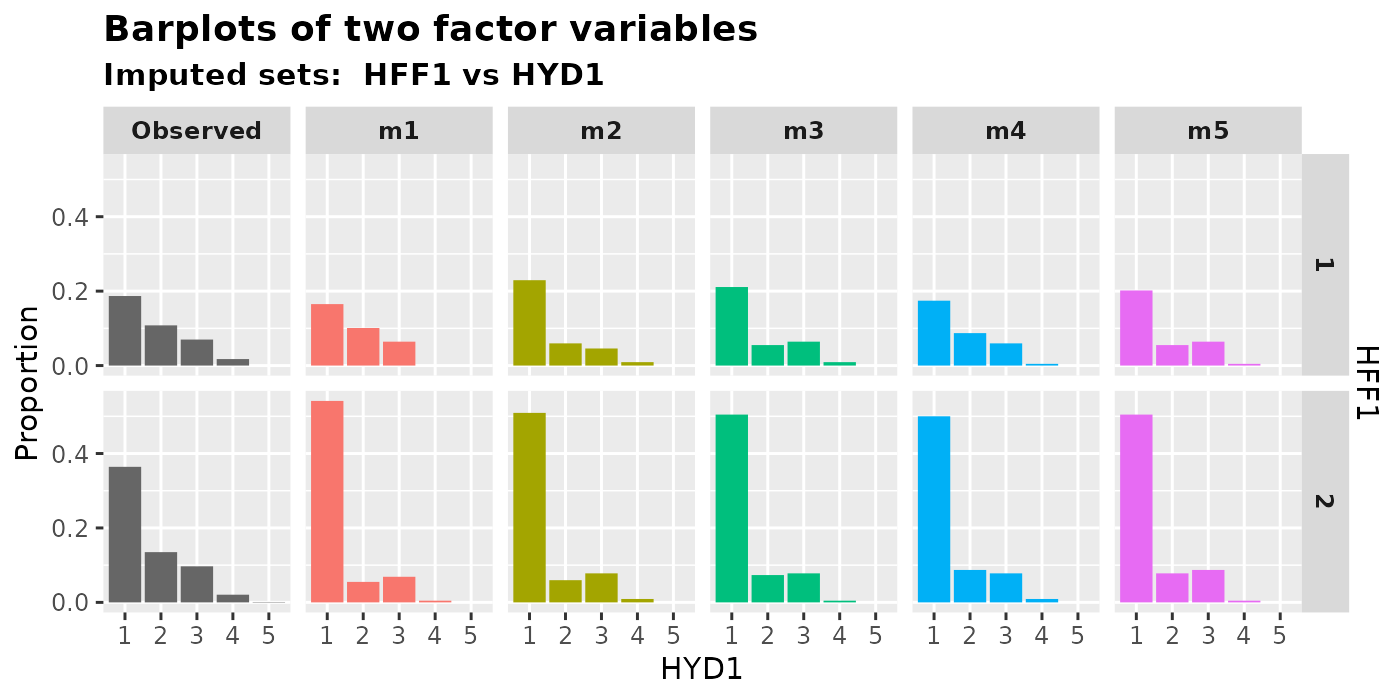 Barplots of two factor variables
Imputed sets:  HFF1 vs HYD1
Observed m1 m2 m3 m4 m5
0.4
0.2
0.0
1
Proportion
HFF1
0.4
0.2
0.0
2
1 2 3 4 5 1 2 3 4 5 1 2 3 4 5 1 2 3 4 5 1 2 3 4 5 1 2 3 4 5
HYD1